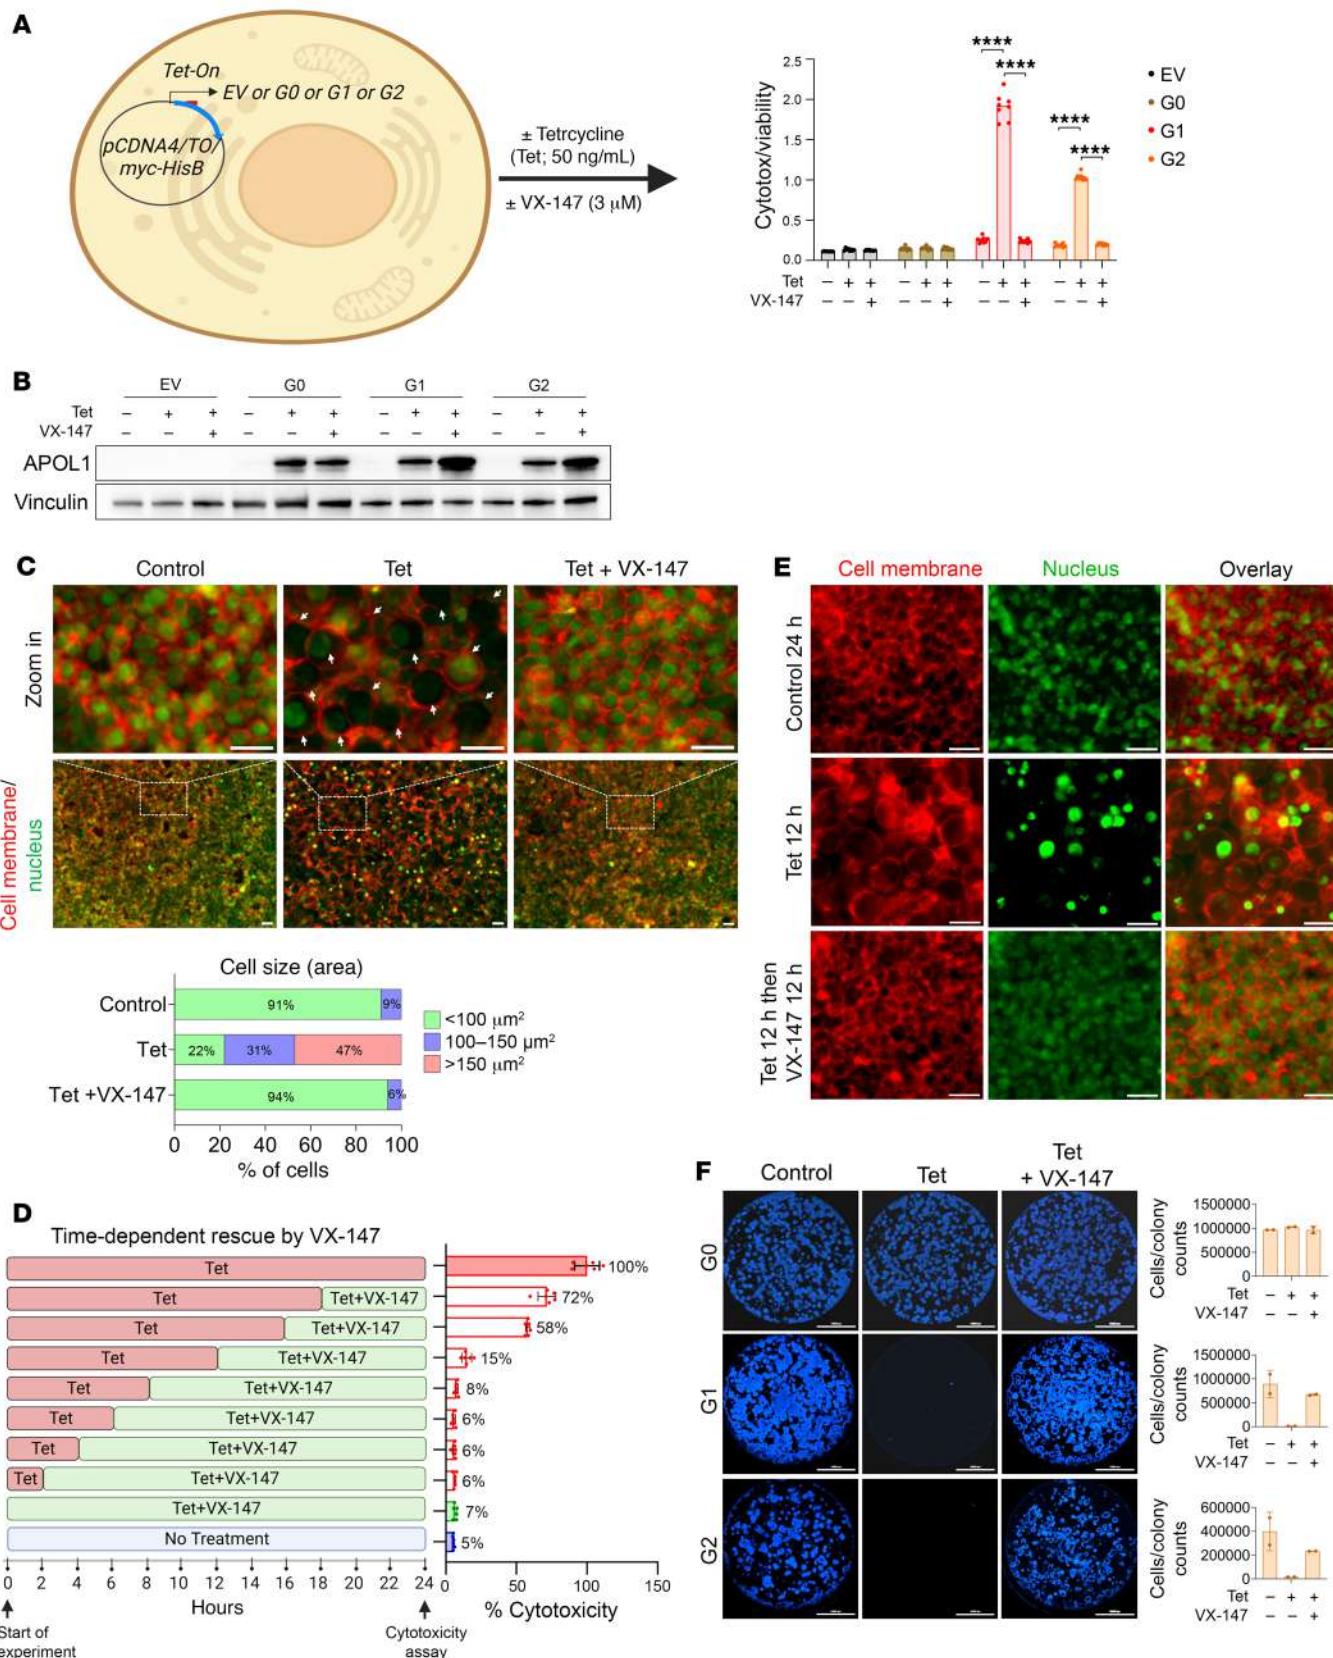 A
Tet-On
EV or G0 or G1 or G2
pCDNA4/TO/
myc-HisB
± Tetrcycline
(Tet; 50 ng/mL)
± VX-147 (3 μM)
Cytotox/viability
2.5
2.0
1.5
1.0
0.5
0.0
**** **** **** ****
EV
G0
G1
G2
Tet − + + − + + − + + − + +
VX-147 − − + − − + − − + − − +
B
EV G0 G1 G2
Tet − + + − + + − + + − + +
VX-147 − − + − − + − − + − − +
APOL1
Vinculin
C
Control Tet Tet + VX-147
Zoom in
Cell membrane/
nucleus
Cell size (area)
Control 91% 9%
Tet 22% 31% 47%
Tet +VX-147 94% 6%
<100 μm²
100–150 μm²
>150 μm²
0 20 40 60 80 100
% of cells
E
Cell membrane Nucleus Overlay
Control 24 h
Tet 12 h
Tet 12 h then
VX-147 12 h
D
Time-dependent rescue by VX-147
Tet 100%
Tet Tet+VX-147 72%
Tet Tet+VX-147 58%
Tet Tet+VX-147 15%
Tet Tet+VX-147 8%
Tet Tet+VX-147 6%
Tet Tet+VX-147 6%
Tet Tet+VX-147 6%
Tet+VX-147 7%
No Treatment 5%
0 2 4 6 8 10 12 14 16 18 20 22 24
Hours
0 50 100 150
% Cytotoxicity
Start of
experiment
Cytotoxicity
assay
F
Control Tet Tet
+ VX-147
G0
Cells/colony
counts
1500000
1000000
500000
0
Tet − + +
VX-147 − − +
G1
Cells/colony
counts
1500000
1000000
500000
0
Tet − + +
VX-147 − − +
G2
Cells/colony
counts
600000
400000
200000
0
Tet − + +
VX-147 − − +